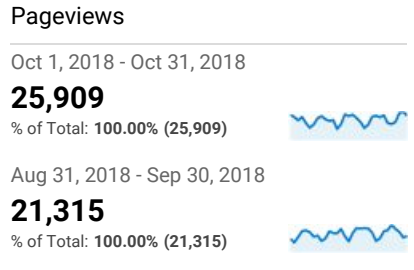 Pageviews
Oct 1, 2018 - Oct 31, 2018
25,909
% of Total: 100.00% (25,909)
Aug 31, 2018 - Sep 30, 2018
21,315
% of Total: 100.00% (21,315)